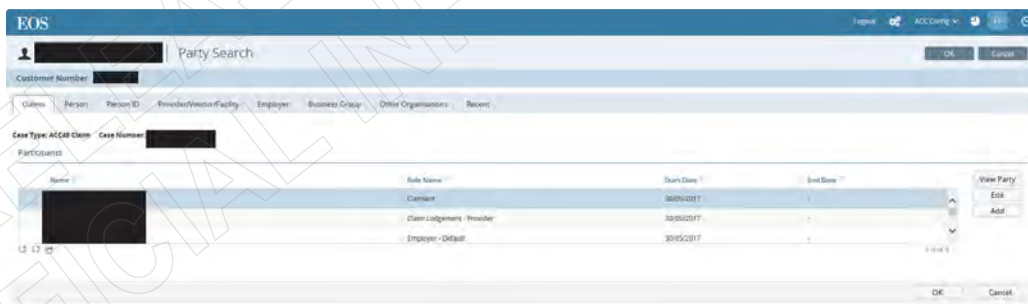 EOS Logout ACC Config
Party Search OK Cancel
Customer Number
Claims Person Person ID Provider/Vendor/Facility Employer Business Group Other Organisations Recent
Case Type: ACC45 Claim Case Number:
Participants
Name Role Name Start Date End Date View Party
Claimant 30/05/2017 - Edit
Claim Lodgement - Provider 30/05/2017 - Add
Employer - Default 30/05/2017 -
OK Cancel